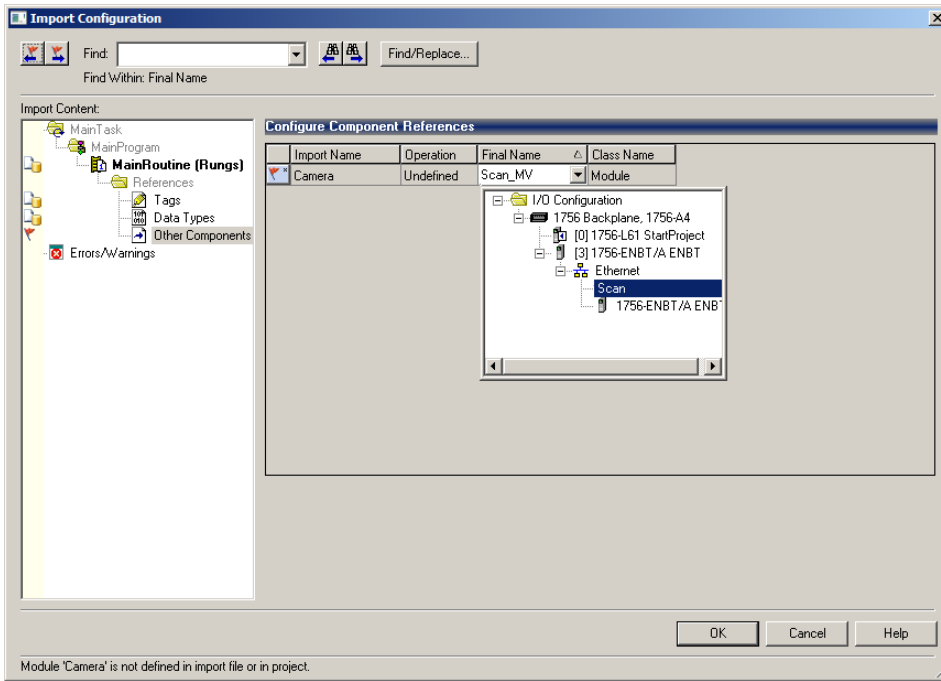 Import Configuration
Find:
Find/Replace...
Find Within: Final Name
Import Content:
MainTask
MainProgram
MainRoutine (Rungs)
References
Tags
Data Types
Other Components
Errors/Warnings
Configure Component References
Import Name Operation Final Name Class Name
Camera Undefined Scan_MV Module
I/O Configuration
1756 Backplane, 1756-A4
[0] 1756-L61 StartProject
[3] 1756-ENBT/A ENBT
Ethernet
Scan
1756-ENBT/A ENBT
OK Cancel Help
Module 'Camera' is not defined in import file or in project.